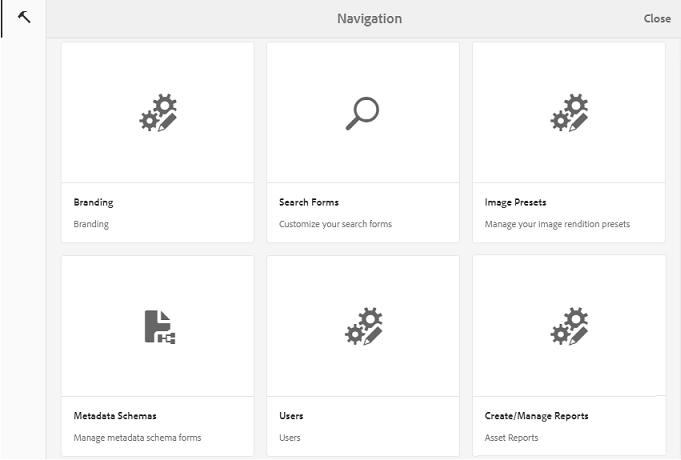 Navigation
Close
Branding
Branding
Search Forms
Customize your search forms
Image Presets
Manage your image rendition presets
Metadata Schemas
Manage metadata schema forms
Users
Users
Create/Manage Reports
Asset Reports